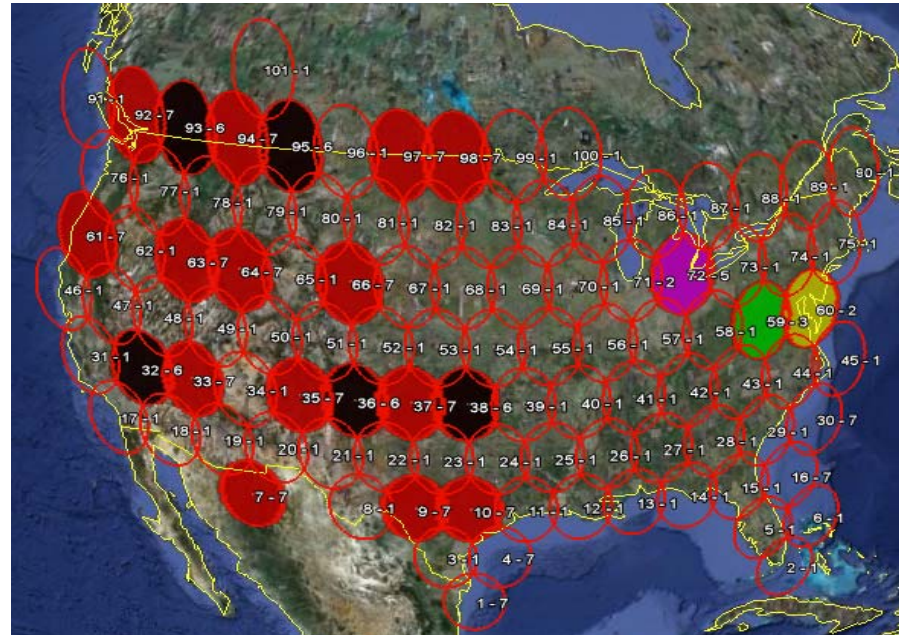 101 - 1
91 - 1
92 - 7
93 - 6
94 - 7
95 - 6
96 - 1
97 - 7
98 - 7
99 - 1
100 - 1
76 - 1
77 - 1
78 - 1
79 - 1
80 - 1
81 - 1
82 - 1
83 - 1
84 - 1
85 - 1
86 - 1
87 - 1
88 - 1
89 - 1
90 - 1
61 - 7
62 - 1
63 - 7
64 - 7
65 - 1
66 - 7
67 - 1
68 - 1
69 - 1
70 - 1
71 - 2
72 - 5
73 - 1
74 - 1
75 - 1
46 - 1
47 - 1
48 - 1
49 - 1
50 - 1
51 - 1
52 - 1
53 - 1
54 - 1
55 - 1
56 - 1
57 - 1
58 - 1
59 - 3
60 - 2
31 - 1
32 - 6
33 - 7
34 - 1
35 - 7
36 - 6
37 - 7
38 - 6
39 - 1
40 - 1
41 - 1
42 - 1
43 - 1
44 - 1
45 - 1
17 - 1
18 - 1
19 - 1
20 - 1
21 - 1
22 - 1
23 - 1
24 - 1
25 - 1
26 - 1
27 - 1
28 - 1
29 - 1
30 - 7
7 - 7
8 - 1
9 - 7
10 - 7
11 - 1
12 - 1
13 - 1
14 - 1
15 - 1
16 - 7
3 - 1
4 - 7
5 - 1
6 - 1
1 - 7
2 - 1